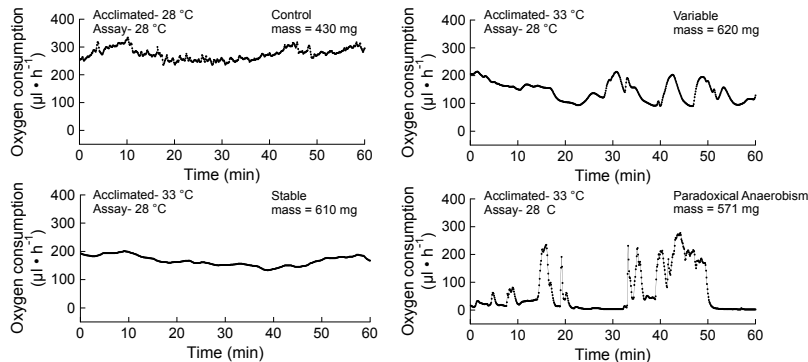 Acclimated- 28 °C
Assay- 28 °C
Control
mass = 430 mg
Oxygen consumption
(µl • h⁻¹)
400
300
200
100
0
0 10 20 30 40 50 60
Time (min)
Acclimated- 33 °C
Assay- 28 °C
Variable
mass = 620 mg
Oxygen consumption
(µl • h⁻¹)
400
300
200
100
0
0 10 20 30 40 50 60
Time (min)
Acclimated- 33 °C
Assay- 28 °C
Stable
mass = 610 mg
Oxygen consumption
(µl • h⁻¹)
400
300
200
100
0
0 10 20 30 40 50 60
Time (min)
Acclimated- 33 °C
Assay- 28 C
Paradoxical Anaerobism
mass = 571 mg
Oxygen consumption
(µl • h⁻¹)
400
300
200
100
0
0 10 20 30 40 50 60
Time (min)